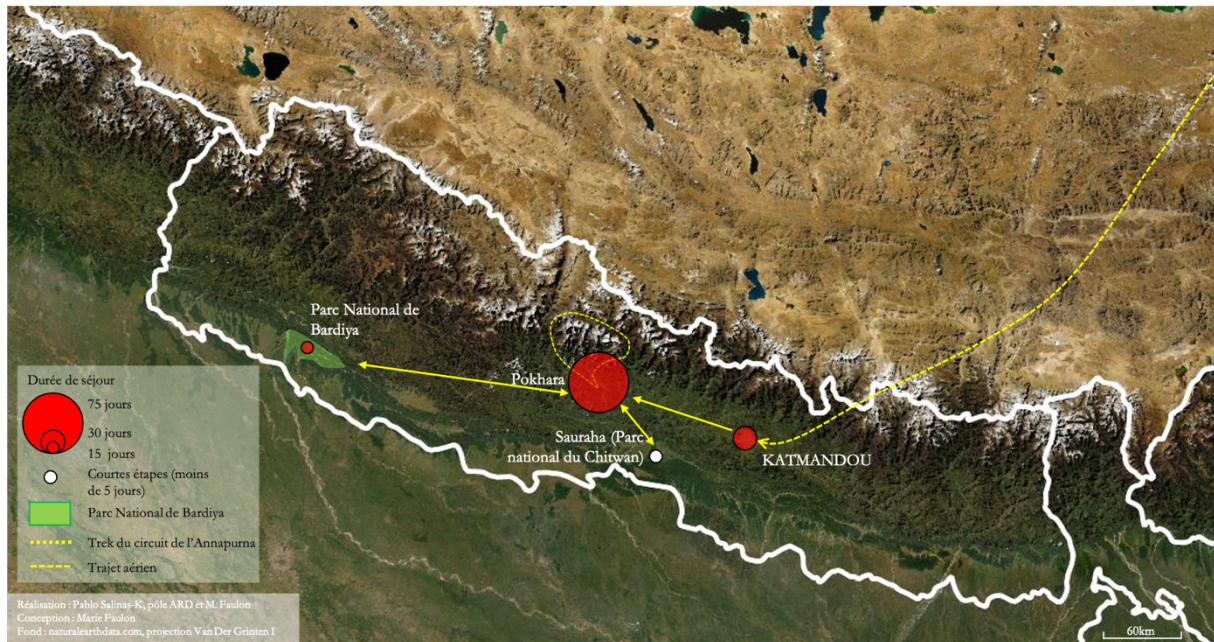 Parc National de
Bardiya
Pokhara
Sauraha (Parc
national du Chitwan)
KATMANDOU
Durée de séjour
75 jours
30 jours
15 jours
Courtes étapes (moins
de 5 jours)
Parc National de Bardiya
Trek du circuit de l’Annapurna
Trajet aérien
Réalisation : Pablo Salinas-K, pôle ARD et M. Faulon
Conception : Marie Faulon
Fond : naturalearthdata.com, projection Van Der Grinten I
60km